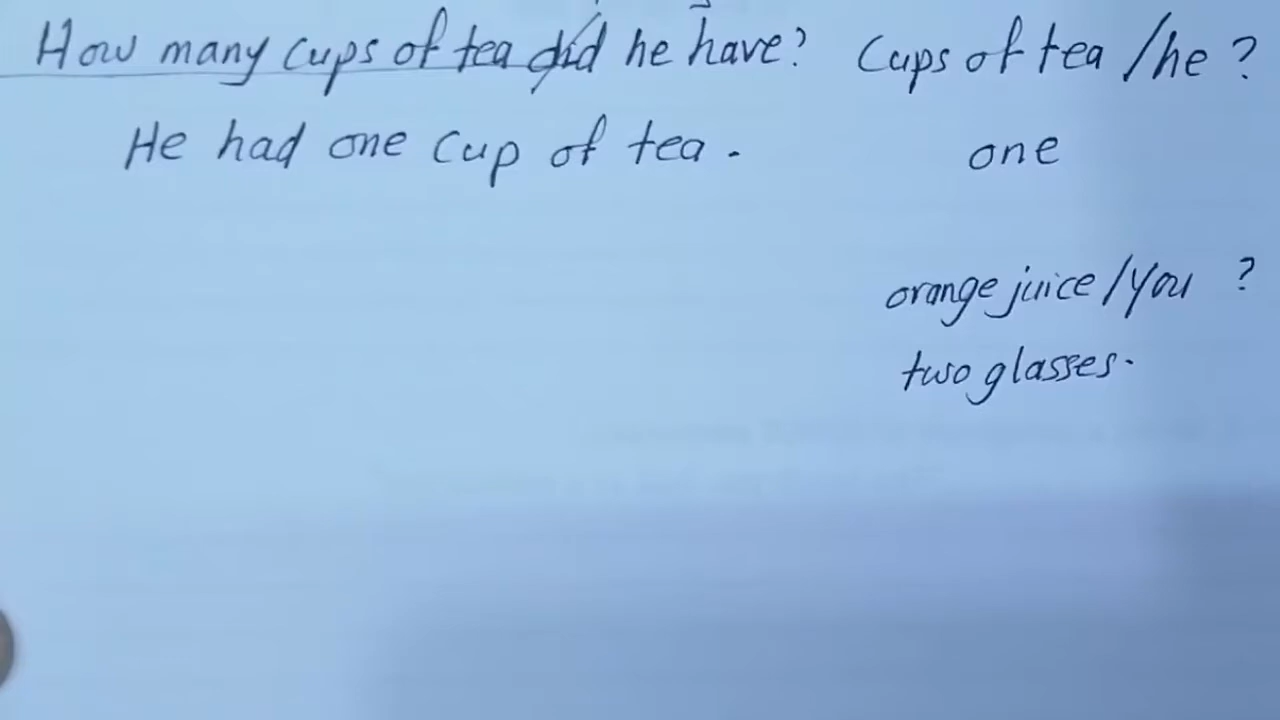 How many cups of tea did he have? Cups of tea / he ?
He had one cup of tea. one
orange juice / you ?
two glasses.